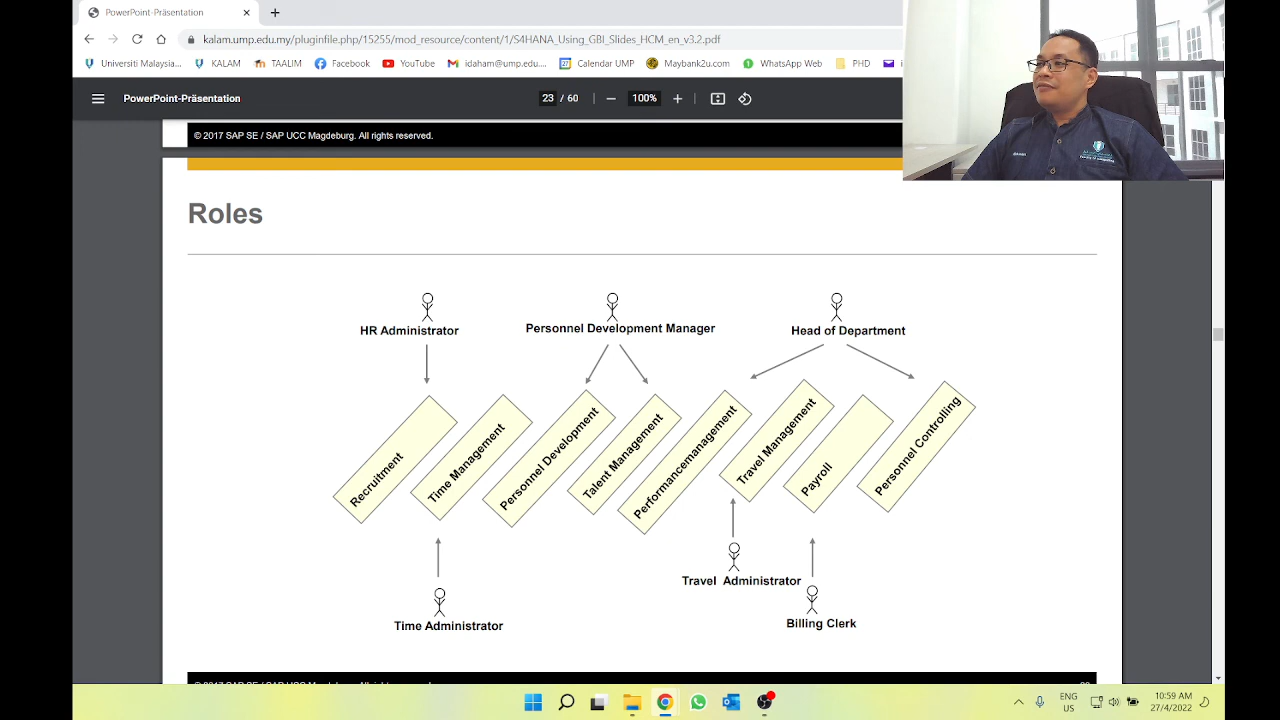 PowerPoint-Präsentation
kalam.ump.edu.my/pluginfile.php/15255/mod_resource/content/1/S4HANA_Using_GBI_Slides_HCM_en_v3.2.pdf
Universiti Malaysia... KALAM TAALIM YouTube Calendar UMP Maybank2u.com WhatsApp Web PHD
PowerPoint-Präsentation 23 / 60 100%
© 2017 SAP SE / SAP UCC Magdeburg. All rights reserved.
Roles
HR Administrator Personnel Development Manager Head of Department
Recruitment
Time Management
Personnel Development
Talent Management
Performancemanagement
Travel Management
Payroll
Personnel Controlling
Travel Administrator
Time Administrator Billing Clerk
ENG 10:59 AM
US 27/4/2022